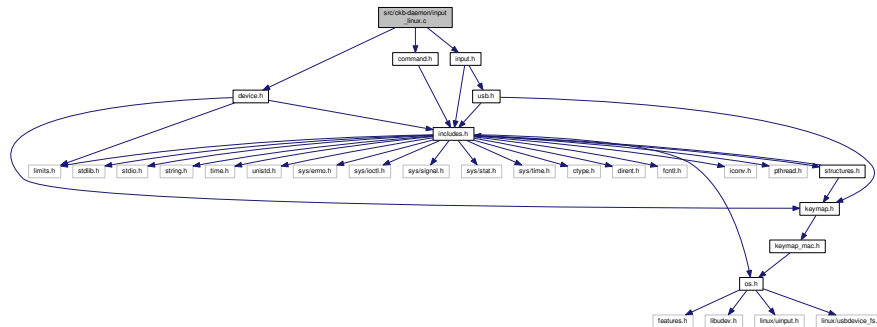 src/ckb-daemon/input
_linux.c
command.h
input.h
device.h
usb.h
includes.h
limits.h
stdlib.h
stdio.h
string.h
time.h
unistd.h
sys/errno.h
sys/ioctl.h
sys/signal.h
sys/stat.h
sys/time.h
ctype.h
dirent.h
fcntl.h
iconv.h
pthread.h
structures.h
keymap.h
keymap_mac.h
os.h
features.h
libudev.h
linux/uinput.h
linux/usbdevice_fs.